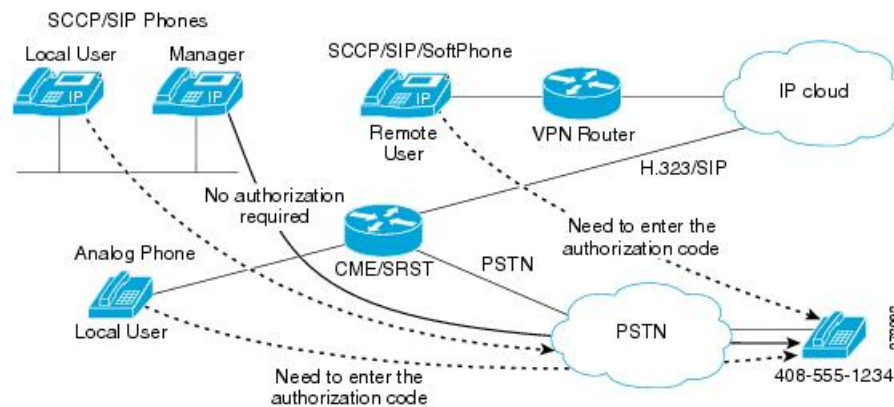 SCCP/SIP Phones
Local User
Manager
IP
IP
SCCP/SIP/SoftPhone
IP
Remote
User
VPN Router
IP cloud
H.323/SIP
No authorization
required
Need to enter the
authorization code
Analog Phone
Local User
CME/SRST
PSTN
PSTN
408-555-1234
Need to enter the
authorization code